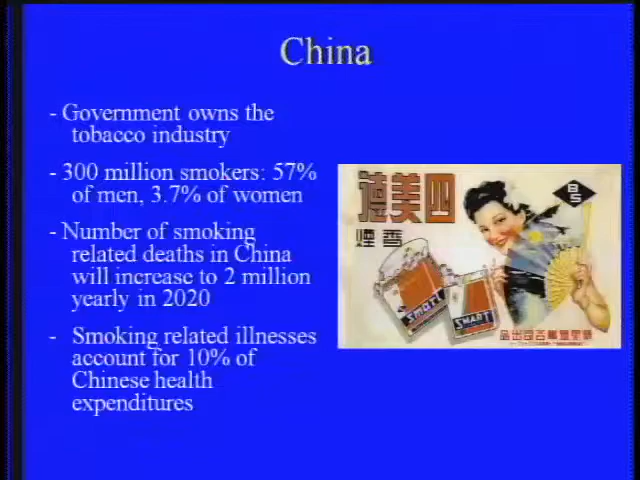 China
- Government owns the
tobacco industry
- 300 million smokers: 57%
of men, 3.7% of women
- Number of smoking
related deaths in China
will increase to 2 million
yearly in 2020
- Smoking related illnesses
account for 10% of
Chinese health
expenditures
美四
香煙
B
S
SMART
SMART